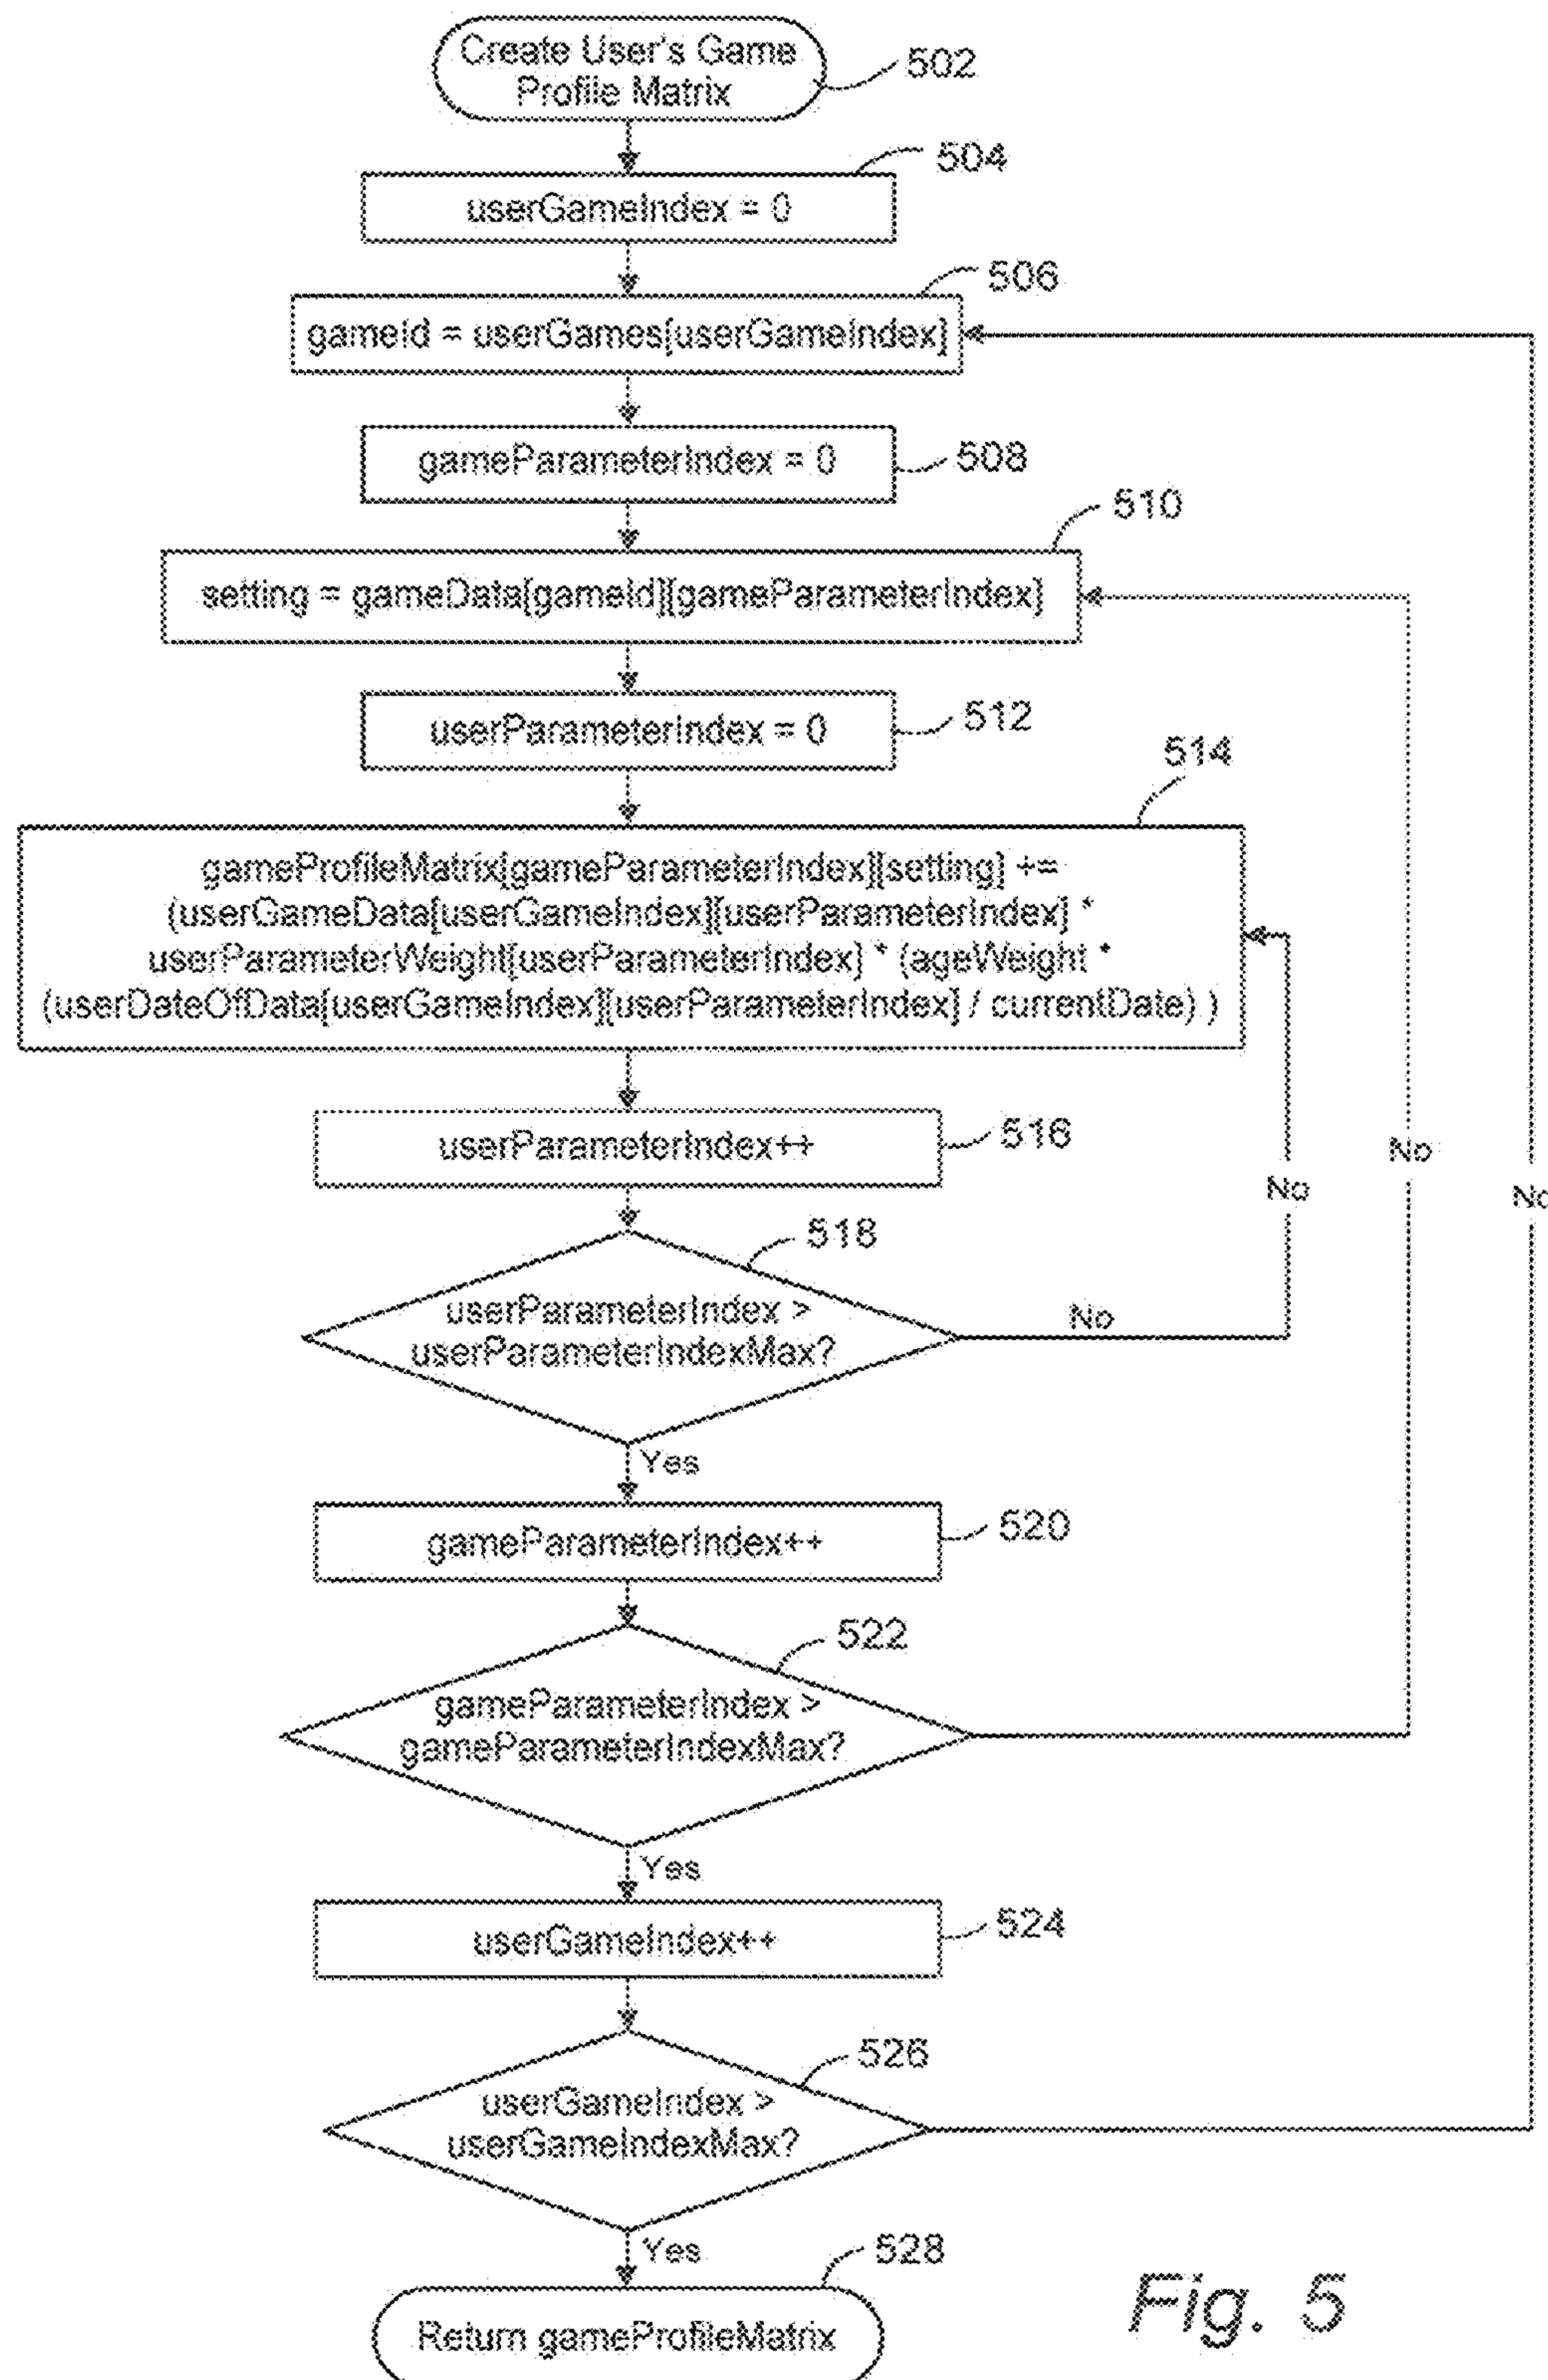 Create User's Game
Profile Matrix
502
504
userGameIndex = 0
506
gameId = userGames[userGameIndex]
gameParameterIndex = 0
508
510
setting = gameData[gameId][gameParameterIndex]
userParameterIndex = 0
512
514
gameProfileMatrix[gameParameterIndex][setting] +=
(userGameData[userGameIndex][userParameterIndex] *
userParameterWeight[userParameterIndex) * (ageWeight *
(userDateOfData[userGameIndex][userParameterIndex] / currentDate) )
userParameterIndex++
516
No
No
No
518
userParameterIndex >
userParameterIndexMax?
No
Yes
gameParameterIndex++
520
522
gameParameterIndex >
gameParameterIndexMax?
Yes
userGameIndex++
524
526
userGameIndex >
userGameIndexMax?
Yes
528
Return gameProfileMatrix
Fig. 5